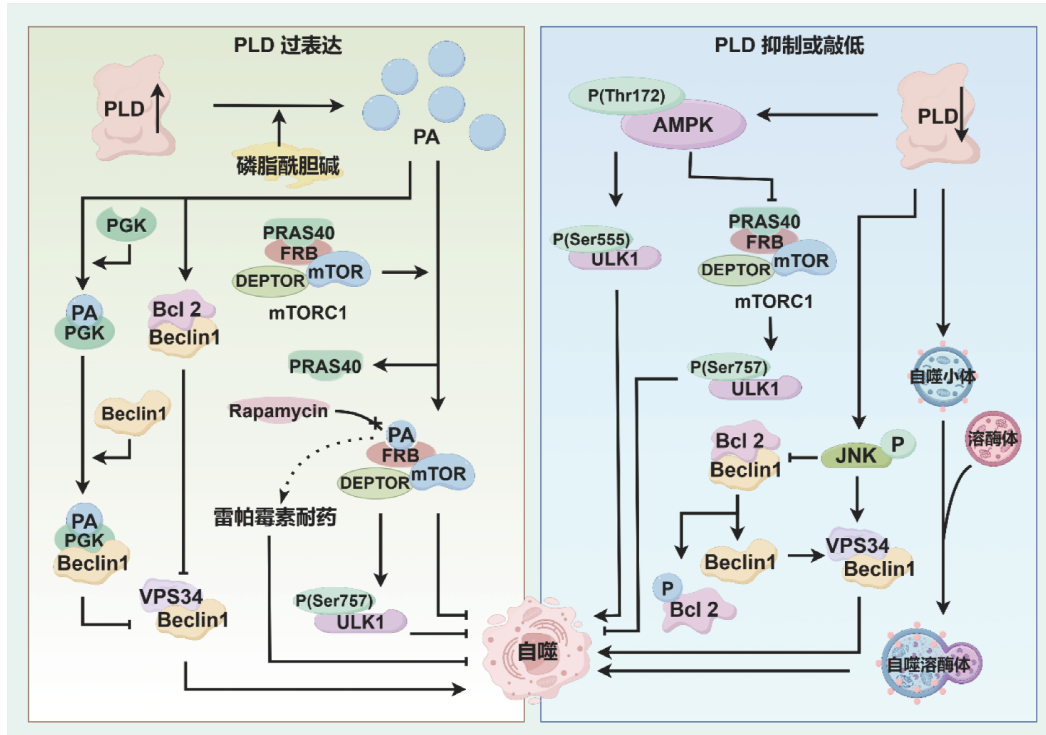 PLD 过表达
PLD
PA
磷脂酰胆碱
PGK
PRAS40
FRB
DEPTOR
mTOR
mTORC1
PA
PGK
Bcl 2
Beclin1
PRAS40
Beclin1
Rapamycin
PA
FRB
DEPTOR
mTOR
雷帕霉素耐药
PA
PGK
Beclin1
VPS34
Beclin1
P(Ser757)
ULK1
自噬
PLD 抑制或敲低
P(Thr172)
AMPK
PLD
P(Ser555)
ULK1
PRAS40
FRB
DEPTOR
mTOR
mTORC1
P(Ser757)
ULK1
自噬小体
溶酶体
Bcl 2
Beclin1
JNK
P
Beclin1
VPS34
Beclin1
P
Bcl 2
自噬溶酶体